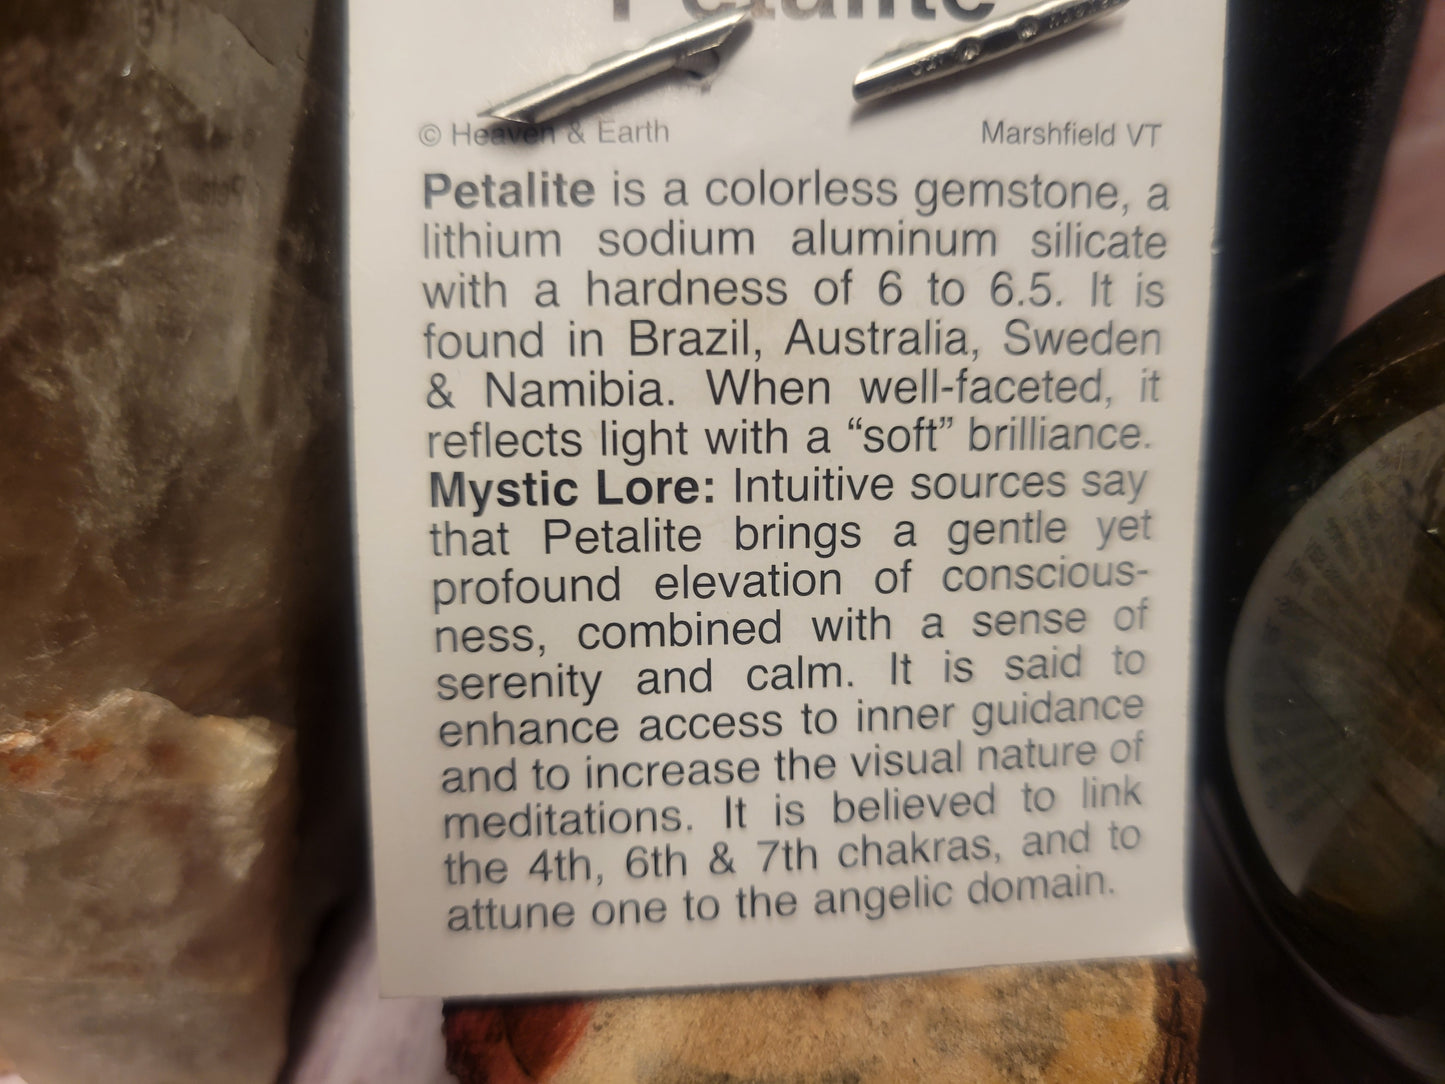 Petalite
© Heaven & Earth Marshfield VT
Petalite is a colorless gemstone, a
lithium sodium aluminum silicate
with a hardness of 6 to 6.5. It is
found in Brazil, Australia, Sweden
& Namibia. When well-faceted, it
reflects light with a “soft” brilliance.
Mystic Lore: Intuitive sources say
that Petalite brings a gentle yet
profound elevation of conscious-
ness, combined with a sense of
serenity and calm. It is said to
enhance access to inner guidance
and to increase the visual nature of
meditations. It is believed to link
the 4th, 6th & 7th chakras, and to
attune one to the angelic domain.